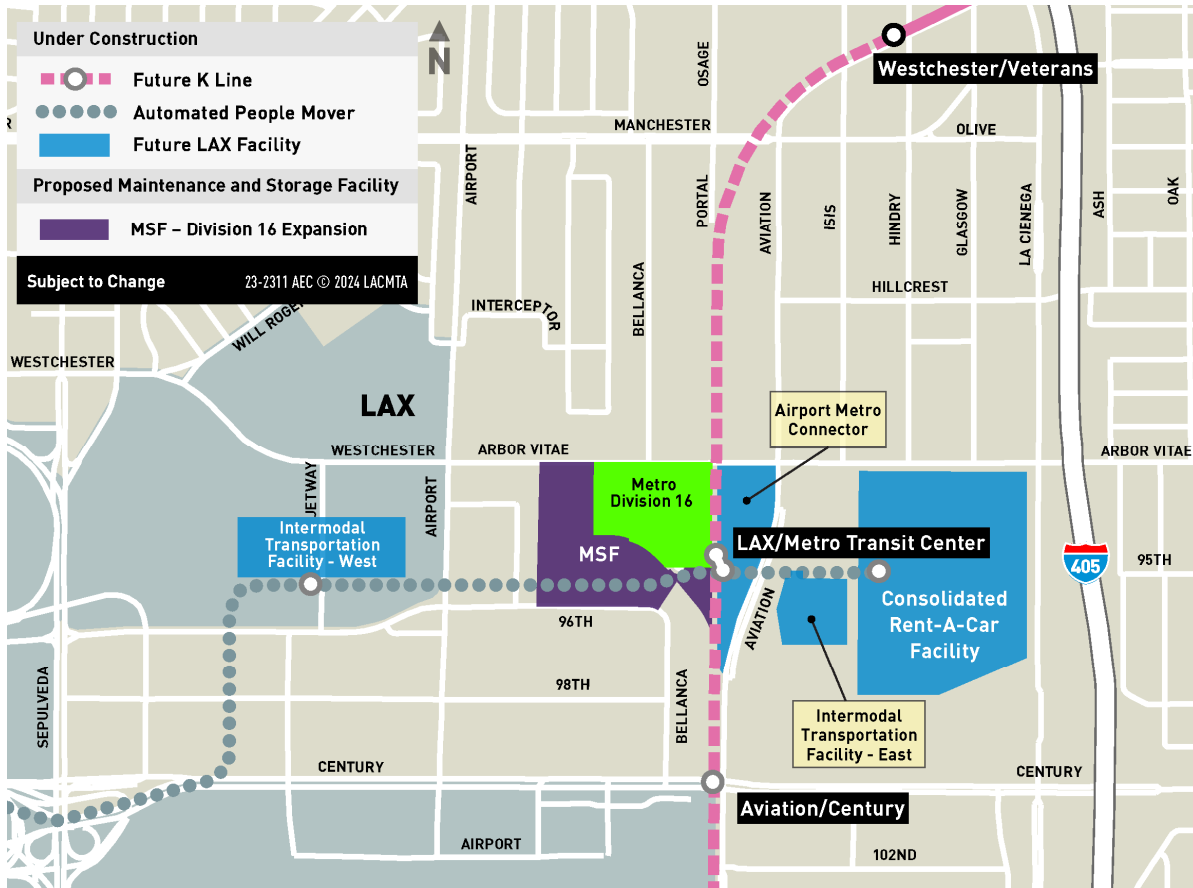 Under Construction
Future K Line
Automated People Mover
Future LAX Facility
Proposed Maintenance and Storage Facility
MSF – Division 16 Expansion
Subject to Change
23-2311 AEC © 2024 LACMTA
N
R
OSAGE
Westchester/Veterans
MANCHESTER
OLIVE
AIRPORT
PORTAL
AVIATION
ISIS
HINDRY
GLASGOW
LA CIENEGA
ASH
OAK
BELLANCA
HILLCREST
INTERCEPTOR
WESTCHESTER
LAX
Airport Metro
Connector
WESTCHESTER
ARBOR VITAE
ARBOR VITAE
JETWAY
AIRPORT
Metro
Division 16
Intermodal
Transportation
Facility - West
MSF
LAX/Metro Transit Center
405
95TH
Consolidated
Rent-A-Car
Facility
AVIATION
96TH
98TH
BELLANCA
SEPULVEDA
Intermodal
Transportation
Facility - East
CENTURY
CENTURY
Aviation/Century
AIRPORT
102ND